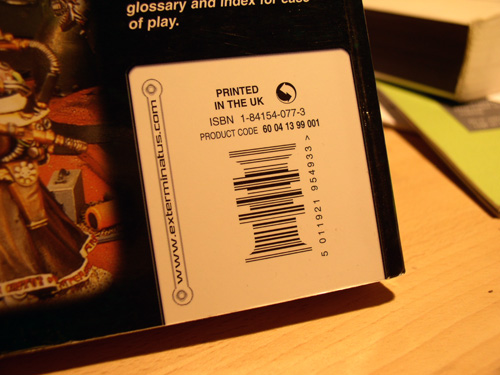 glossary and index for ease
of play.
PRINTED
IN THE UK
ISBN 1-84154-077-3
PRODUCT CODE 60 04 13 99 001
www.exterminatus.com
5 011921 954933 >